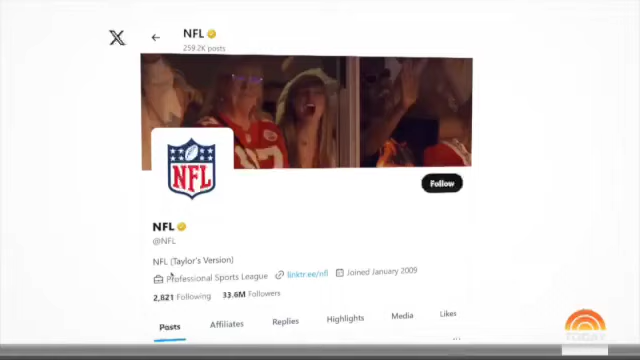 NFL
259.2K posts
NFL
Follow
NFL
@NFL
NFL (Taylor's Version)
Professional Sports League linktr.ee/nfl Joined January 2009
2,821 Following 33.6M Followers
Posts Affiliates Replies Highlights Media Likes
TODAY